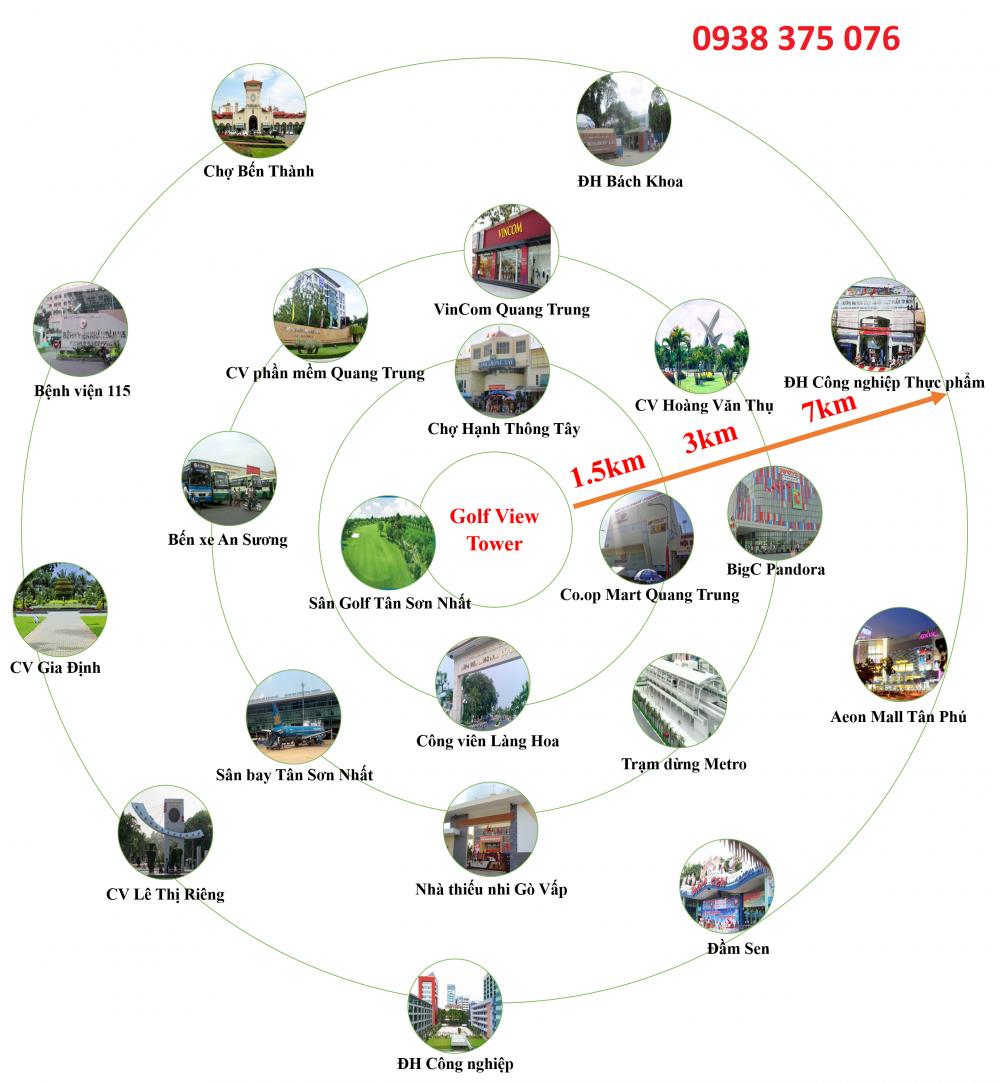 0938 375 076
Chợ Bến Thành
ĐH Bách Khoa
VINCOM
VinCom Quang Trung
CV phần mềm Quang Trung
Bệnh viện 115
Chợ Hạnh Thông Tây
CV Hoàng Văn Thụ
ĐH Công nghiệp Thực phẩm
1.5km
3km
7km
Bến xe An Sương
Golf View
Tower
Sân Golf Tân Sơn Nhất
Co.op Mart Quang Trung
BigC Pandora
CV Gia Định
Aeon Mall Tân Phú
Công viên Làng Hoa
Trạm dừng Metro
Sân bay Tân Sơn Nhất
CV Lê Thị Riêng
Nhà thiếu nhi Gò Vấp
Đầm Sen
ĐH Công nghiệp